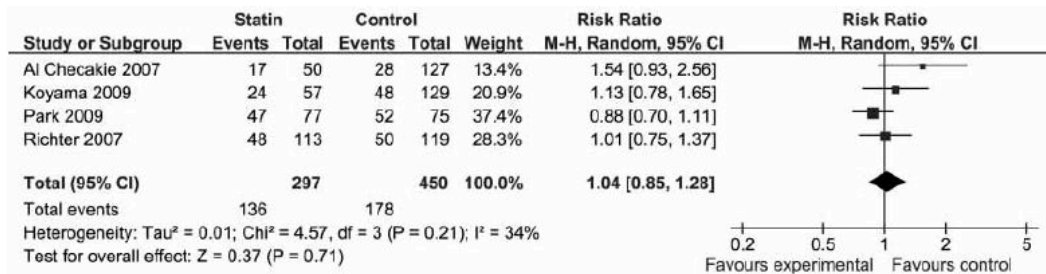 Statin Control Risk Ratio Risk Ratio
Study or Subgroup Events Total Events Total Weight M-H, Random, 95% CI M-H, Random, 95% CI
Al Checakie 2007 17 50 28 127 13.4% 1.54 [0.93, 2.56]
Koyama 2009 24 57 48 129 20.9% 1.13 [0.78, 1.65]
Park 2009 47 77 52 75 37.4% 0.88 [0.70, 1.11]
Richter 2007 48 113 50 119 28.3% 1.01 [0.75, 1.37]
Total (95% CI) 297 450 100.0% 1.04 [0.85, 1.28]
Total events 136 178
Heterogeneity: Tau² = 0.01; Chi² = 4.57, df = 3 (P = 0.21); I² = 34%
Test for overall effect: Z = 0.37 (P = 0.71)
0.2 0.5 1 2 5
Favours experimental Favours control